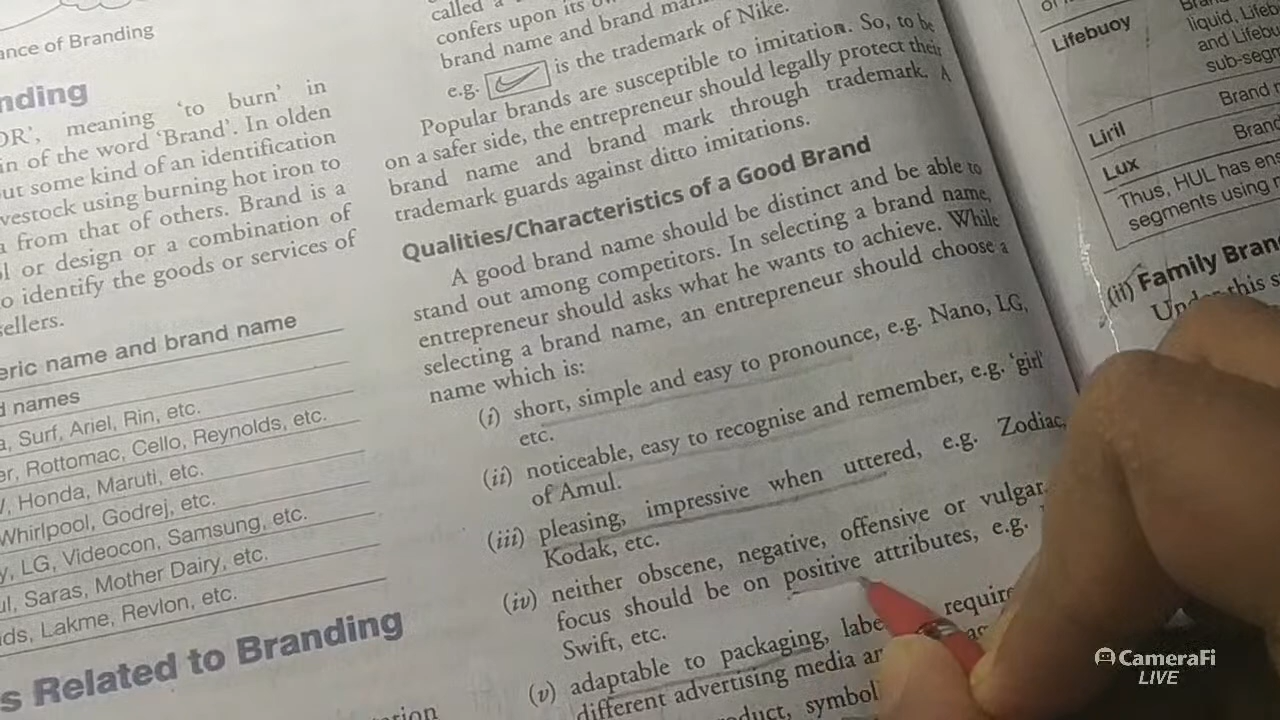 ance of Branding
nding
OR', meaning 'to burn' in
in of the word 'Brand'. In olden
out some kind of an identification
vestock using burning hot iron to
from that of others. Brand is a
l or design or a combination of
o identify the goods or services of
sellers.
eric name and brand name
d names
a, Surf, Ariel, Rin, etc.
er, Rottomac, Cello, Reynolds, etc.
Honda, Maruti, etc.
Whirlpool, Godrej, etc.
y, LG, Videocon, Samsung, etc.
ul, Saras, Mother Dairy, etc.
ds, Lakme, Revlon, etc.
s Related to Branding
called a
confers upon its
brand name and brand
e.g. is the trademark of Nike.
Popular brands are susceptible to imitation. So, to be
on a safer side, the entrepreneur should legally protect their
brand name and brand mark through trademark. A
trademark guards against ditto imitations.
Qualities/Characteristics of a Good Brand
A good brand name should be distinct and be able to
stand out among competitors. In selecting a brand name,
entrepreneur should asks what he wants to achieve. While
selecting a brand name, an entrepreneur should choose a
name which is:
(i) short, simple and easy to pronounce, e.g. Nano, LG,
etc.
(ii) noticeable, easy to recognise and remember, e.g. 'girl'
of Amul.
(iii) pleasing, impressive when uttered, e.g. Zodiac,
Kodak, etc.
(iv) neither obscene, negative, offensive or vulgar.
focus should be on positive attributes, e.g.
Swift, etc.
(v) adaptable to packaging, labe require
different advertising media
duct, symbol
Lifebuoy
liquid, Lifeb
and Lifebu
sub-segm
Liril Brand
Lux Brand
Thus, HUL has en
segments using
(ii) Family Bran
Under this s
CameraFi
LIVE